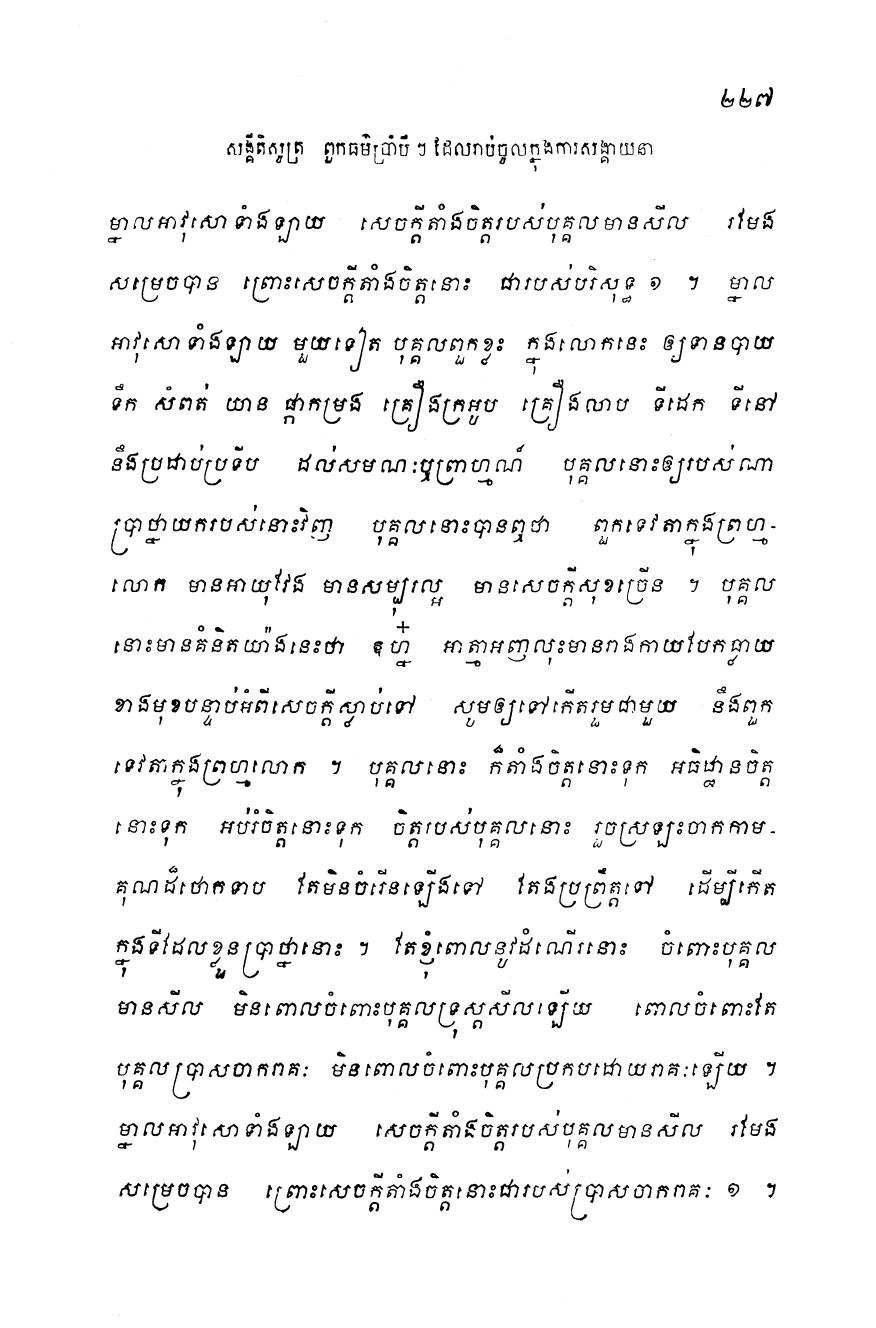 ២២៧
សង្គីតិសូត្រ ពួកធម៌ប្រាំបី ៗ ដែលរាប់ចូលក្នុងការសង្គាយនា
ម្នាលអាវុសោទាំងឡាយ សេចក្តីតាំងចិត្តរបស់បុគ្គលមានសីល រមែង
សម្រេចបាន ព្រោះសេចក្តីតាំងចិត្តនោះ ជារបស់បរិសុទ្ធ ១ ។ ម្នាល
អាវុសោទាំងឡាយ មួយទៀត បុគ្គលពួកខ្លះ ក្នុងលោកនេះ ឲ្យទានបាយ
ទឹក សំពត់ យាន ផ្កាកម្រង គ្រឿងក្រអូប គ្រឿងលាប ទីដេក ទីនៅ
នឹងប្រជាប់ប្រទីប ដល់សមណៈឬព្រាហ្មណ៍ បុគ្គលនោះឲ្យរបស់ណា
ប្រាថ្នាយករបស់នោះវិញ បុគ្គលនោះបានឮថា ពួកទេវតាក្នុងព្រហ្ម-
លោក មានអាយុវែង មានសម្បុរល្អ មានសេចក្តីសុខច្រើន ។ បុគ្គល
នោះមានគំនិតយ៉ាងនេះថា ឱហ្ន៎ អាត្មាអញលុះមានរាងកាយបែកធ្លាយ
ខាងមុខបន្ទាប់អំពីសេចក្តីស្លាប់ទៅ សូមឲ្យទៅកើតរួមជាមួយ នឹងពួក
ទេវតាក្នុងព្រហ្មលោក ។ បុគ្គលនោះ ក៏តាំងចិត្តនោះទុក អធិដ្ឋានចិត្ត
នោះទុក អប់រំចិត្តនោះទុក ចិត្តរបស់បុគ្គលនោះ រួចស្រឡះចាកកាម-
គុណដ៏ថោកទាប តែមិនចំរើនឡើងទៅ តែងប្រព្រឹត្តទៅ ដើម្បីកើត
ក្នុងទីដែលខ្លួនប្រាថ្នានោះ ។ តែខ្ញុំពោលនូវដំណើរនោះ ចំពោះបុគ្គល
មានសីល មិនពោលចំពោះបុគ្គលទ្រុស្តសីលឡើយ ពោលចំពោះតែ
បុគ្គលប្រាសចាករាគៈ មិនពោលចំពោះបុគ្គលប្រកបដោយរាគៈឡើយ ។
ម្នាលអាវុសោទាំងឡាយ សេចក្តីតាំងចិត្តរបស់បុគ្គលមានសីល រមែង
សម្រេចបាន ព្រោះសេចក្តីតាំងចិត្តនោះជារបស់ប្រាសចាករាគៈ ១ ។